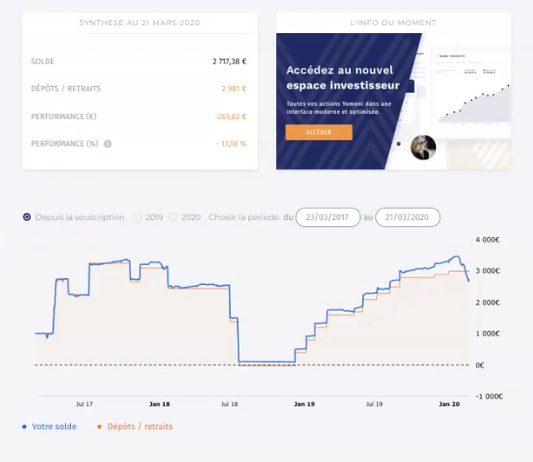 SYNTHESE AU 21 MARS 2020
SOLDE 2 717,38 €
DÉPÔTS / RETRAITS 2 981 €
PERFORMANCE (€) -263,62 €
PERFORMANCE (%) - 13,10 %
L'INFO DU MOMENT
Accédez au nouvel
espace investisseur
Toutes vos actions Yomoni dans une
interface moderne et optimisée.
ACCÉDER
Depuis la souscription 2019 2020 Choisir la periode: du 23/03/2017 au 21/03/2020
4 000€
3 000€
2 000€
1 000€
0€
-1 000€
Jul 17 Jan 18 Jul 18 Jan 19 Jul 19 Jan 20
Votre solde Dépôts / retraits